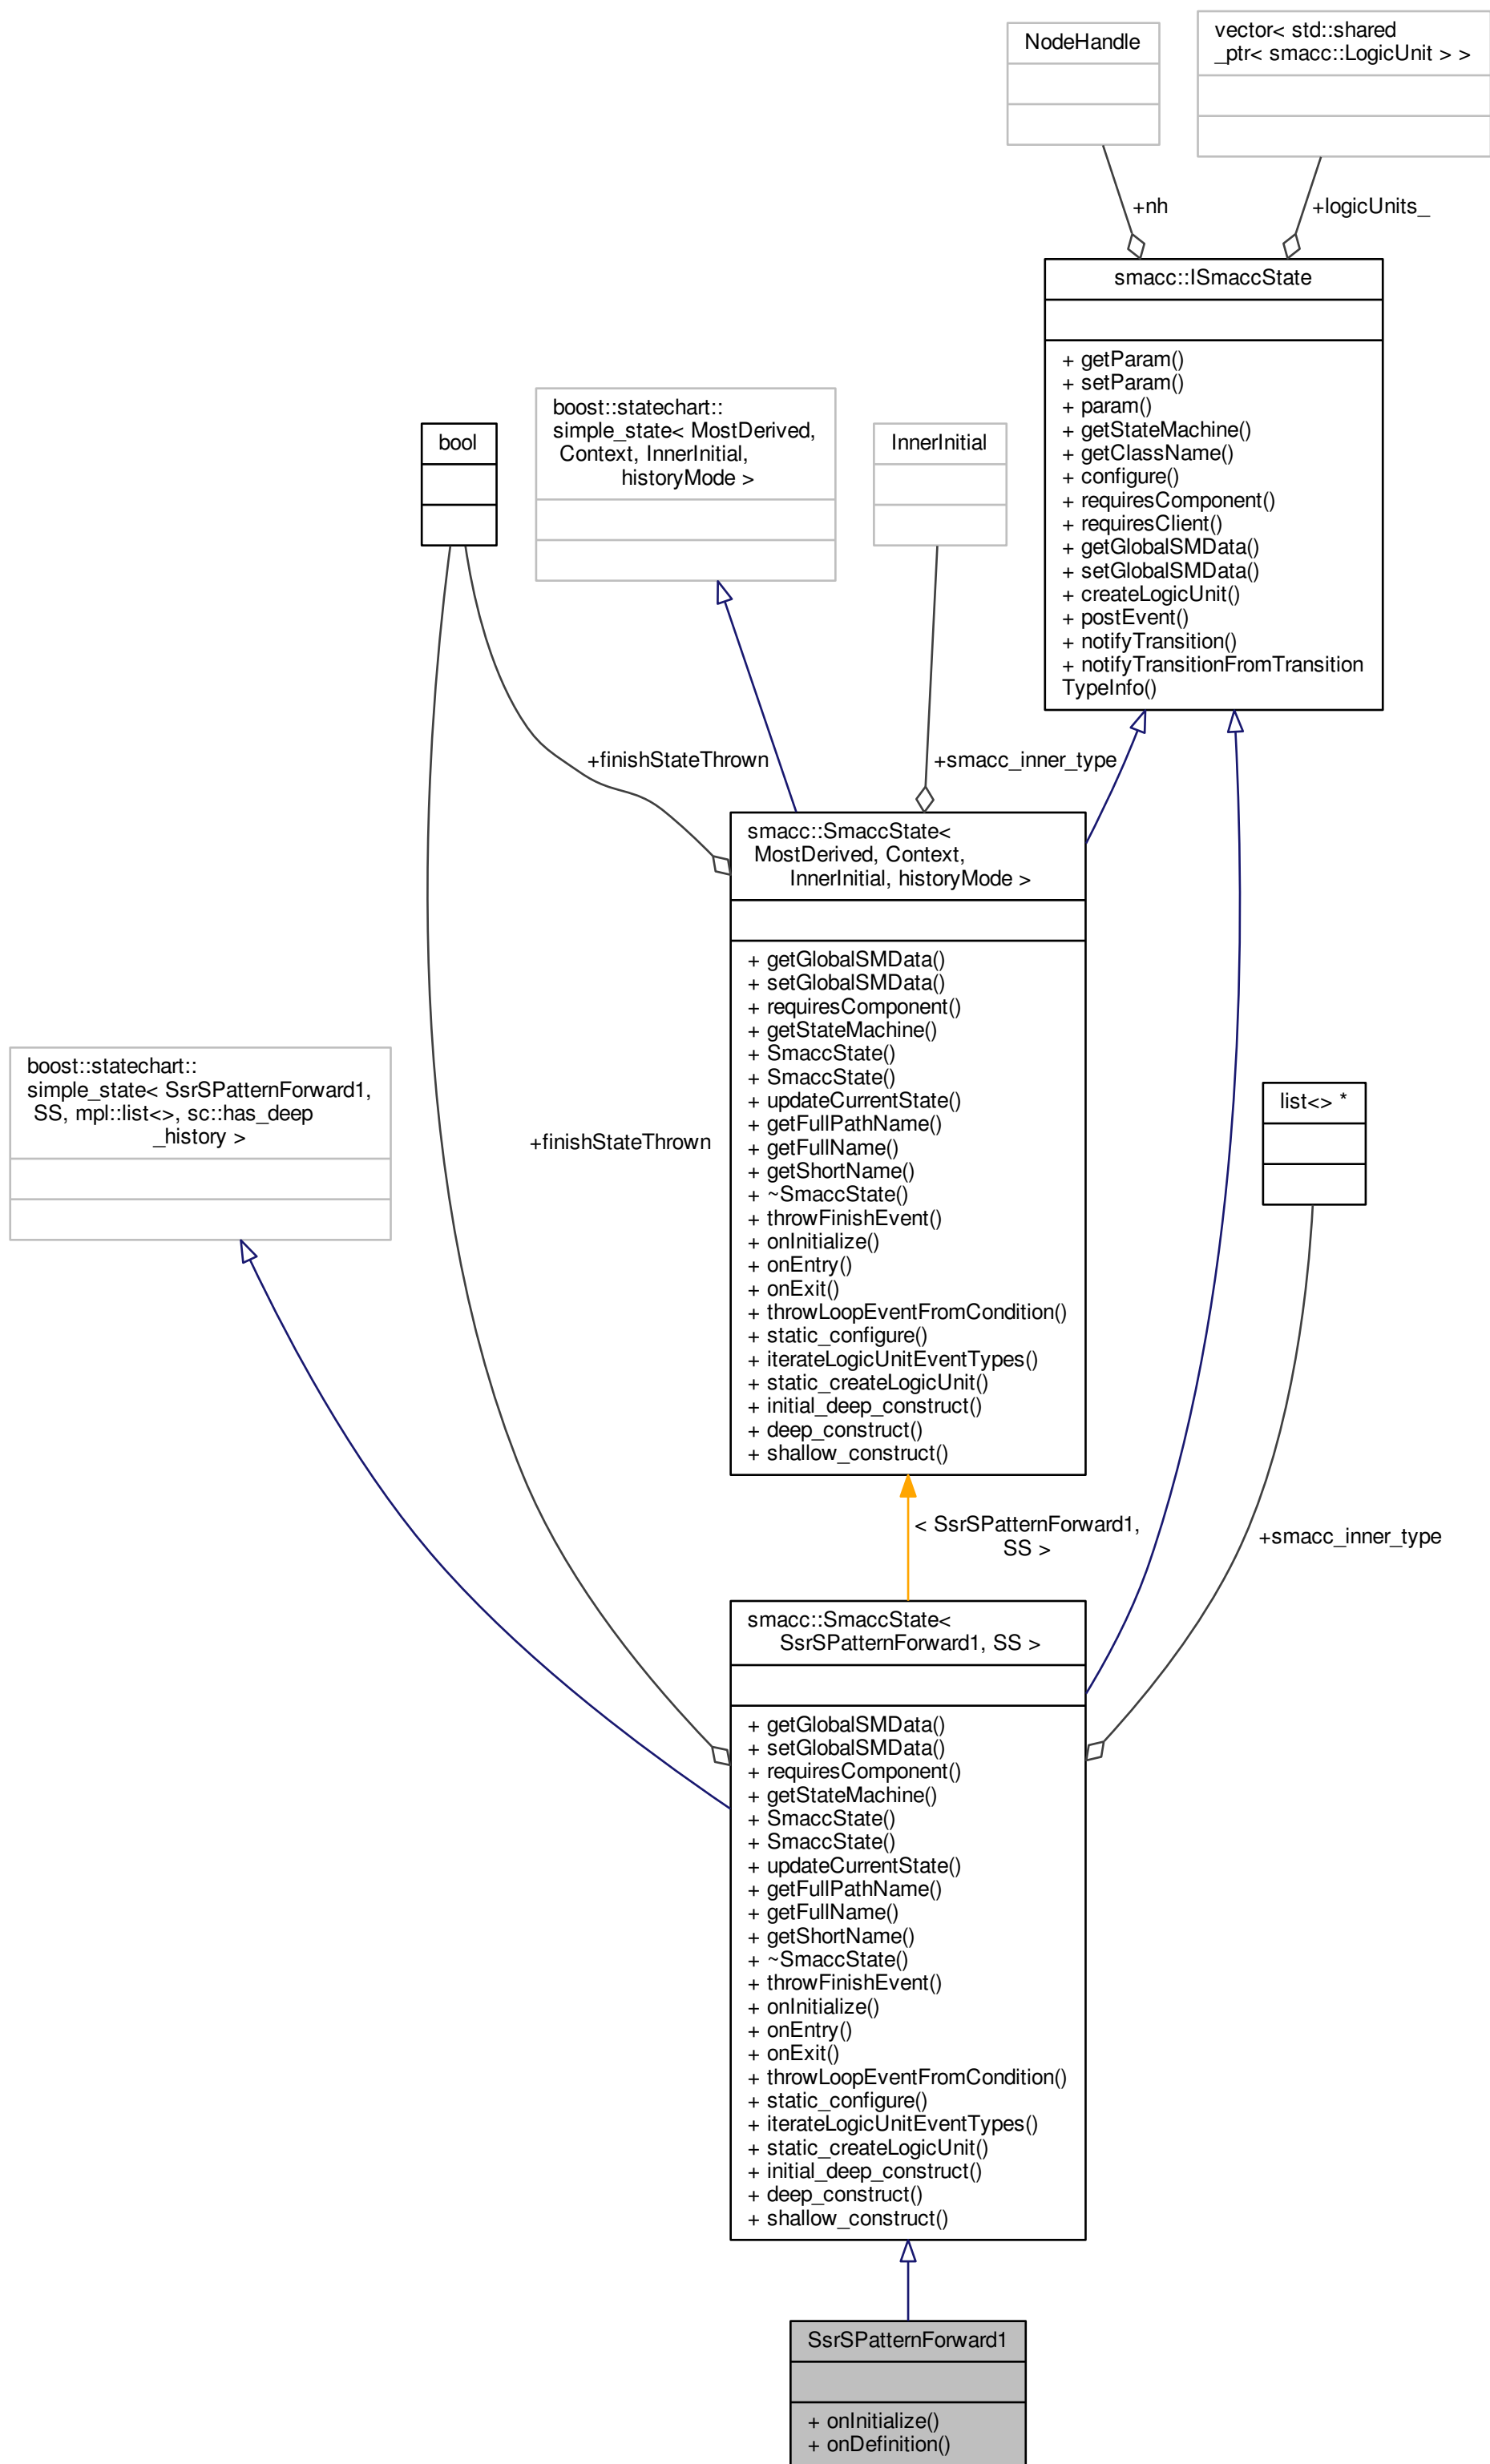 NodeHandle
vector< std::shared
_ptr< smacc::LogicUnit > >
+nh
+logicUnits_
smacc::ISmaccState
+ getParam()
+ setParam()
+ param()
+ getStateMachine()
+ getClassName()
+ configure()
+ requiresComponent()
+ requiresClient()
+ getGlobalSMData()
+ setGlobalSMData()
+ createLogicUnit()
+ postEvent()
+ notifyTransition()
+ notifyTransitionFromTransition
TypeInfo()
bool
boost::statechart::
simple_state< MostDerived,
Context, InnerInitial,
historyMode >
InnerInitial
+finishStateThrown
+smacc_inner_type
smacc::SmaccState<
MostDerived, Context,
InnerInitial, historyMode >
+ getGlobalSMData()
+ setGlobalSMData()
+ requiresComponent()
+ getStateMachine()
+ SmaccState()
+ SmaccState()
+ updateCurrentState()
+ getFullPathName()
+ getFullName()
+ getShortName()
+ ~SmaccState()
+ throwFinishEvent()
+ onInitialize()
+ onEntry()
+ onExit()
+ throwLoopEventFromCondition()
+ static_configure()
+ iterateLogicUnitEventTypes()
+ static_createLogicUnit()
+ initial_deep_construct()
+ deep_construct()
+ shallow_construct()
boost::statechart::
simple_state< SsrSPatternForward1,
SS, mpl::list<>, sc::has_deep
_history >
+finishStateThrown
list<> *
< SsrSPatternForward1,
SS >
+smacc_inner_type
smacc::SmaccState<
SsrSPatternForward1, SS >
+ getGlobalSMData()
+ setGlobalSMData()
+ requiresComponent()
+ getStateMachine()
+ SmaccState()
+ SmaccState()
+ updateCurrentState()
+ getFullPathName()
+ getFullName()
+ getShortName()
+ ~SmaccState()
+ throwFinishEvent()
+ onInitialize()
+ onEntry()
+ onExit()
+ throwLoopEventFromCondition()
+ static_configure()
+ iterateLogicUnitEventTypes()
+ static_createLogicUnit()
+ initial_deep_construct()
+ deep_construct()
+ shallow_construct()
SsrSPatternForward1
+ onInitialize()
+ onDefinition()